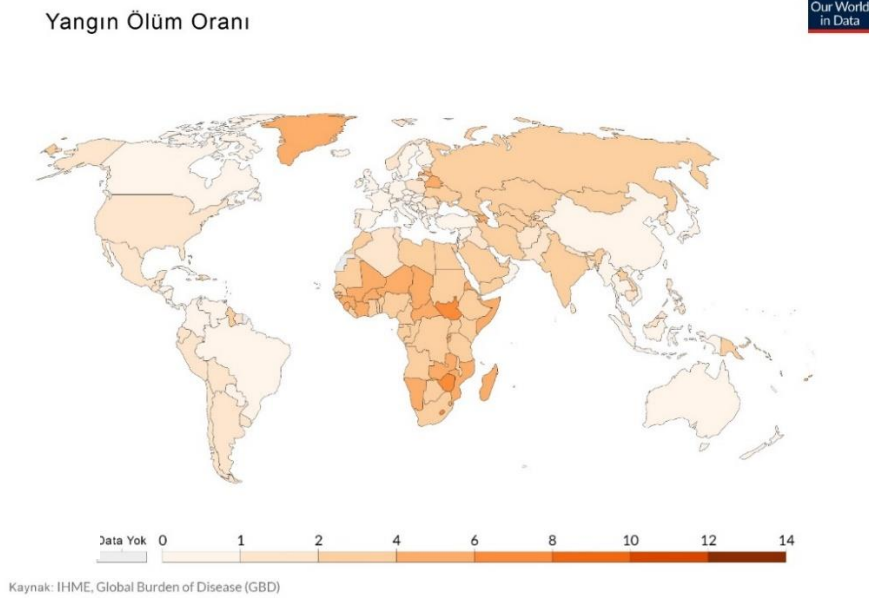 Yangın Ölüm Oranı
Our World
in Data
Data Yok 0 1 2 4 6 8 10 12 14
Kaynak: IHME, Global Burden of Disease (GBD)